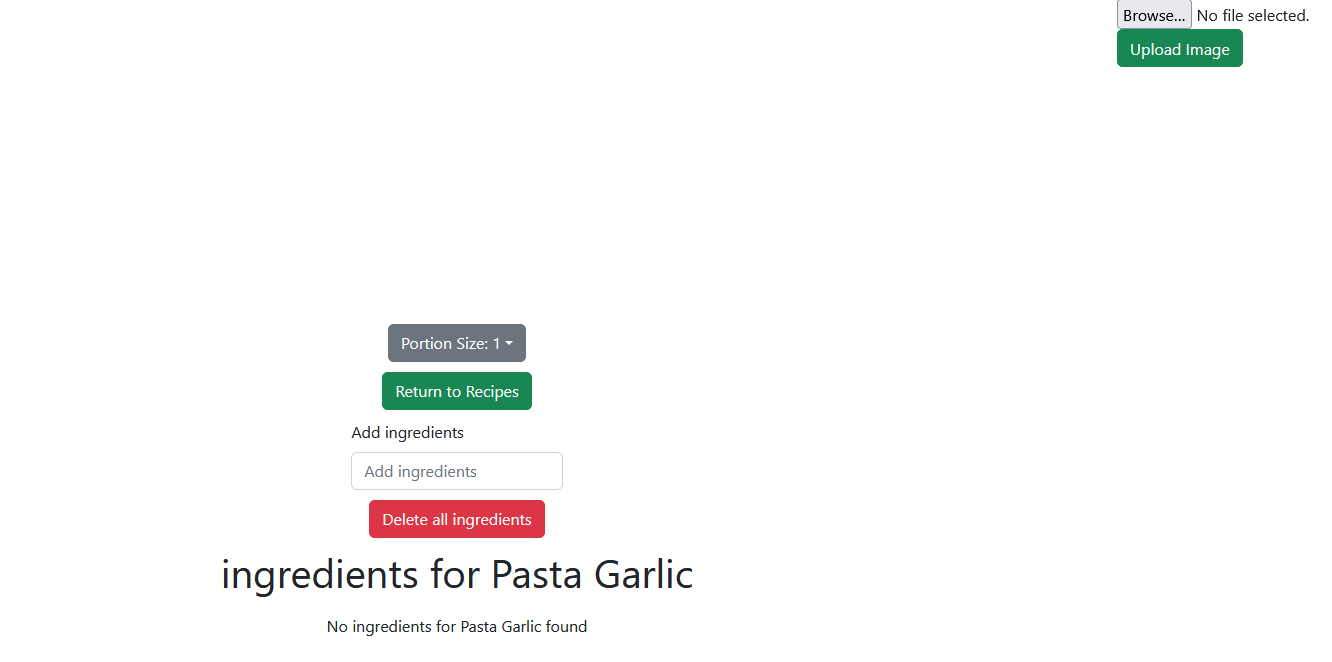 Browse... No file selected.
Upload Image
Portion Size: 1
Return to Recipes
Add ingredients
Add ingredients
Delete all ingredients
ingredients for Pasta Garlic
No ingredients for Pasta Garlic found